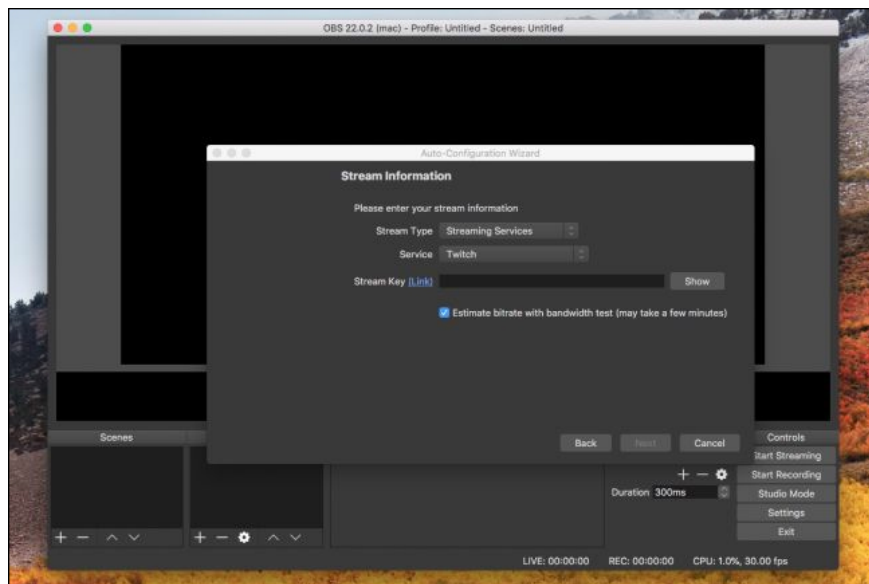 OBS 22.0.2 (mac) - Profile: Untitled - Scenes: Untitled
Auto-Configuration Wizard
Stream Information
Please enter your stream information
Stream Type Streaming Services
Service Twitch
Stream Key (Link) Show
Estimate bitrate with bandwidth test (may take a few minutes)
Back Next Cancel
Scenes Controls
Start Streaming
Start Recording
Duration 300ms Studio Mode
Settings
Exit
LIVE: 00:00:00 REC: 00:00:00 CPU: 1.0%, 30.00 fps